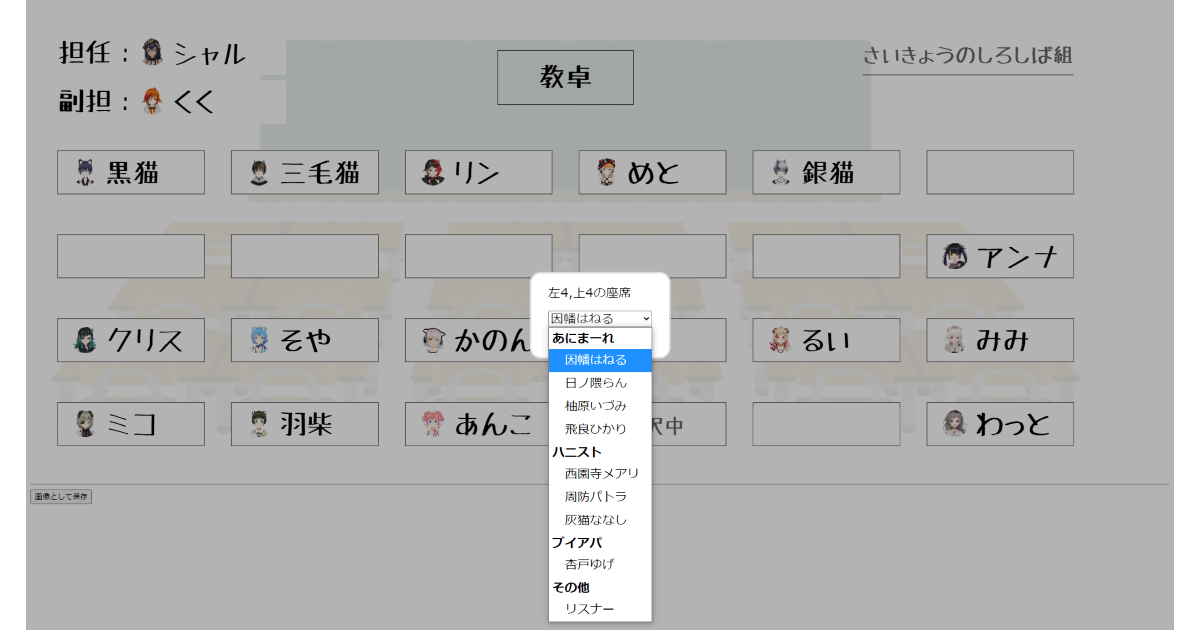 担任：シャル
副担：くく
教卓
さいきょうのしろしば組
黒猫
三毛猫
リン
めと
銀猫
アンナ
クリス
そや
かのん
るい
みみ
ミコ
羽柴
あんこ
択中
わっと
左4,上4の座席
因幡はねる
あにまーれ
因幡はねる
日ノ隈らん
柚原いづみ
飛良ひかり
ハニスト
西園寺メアリ
周防パトラ
灰猫ななし
ブイアパ
杏戸ゆげ
その他
リスナー
画像として保存